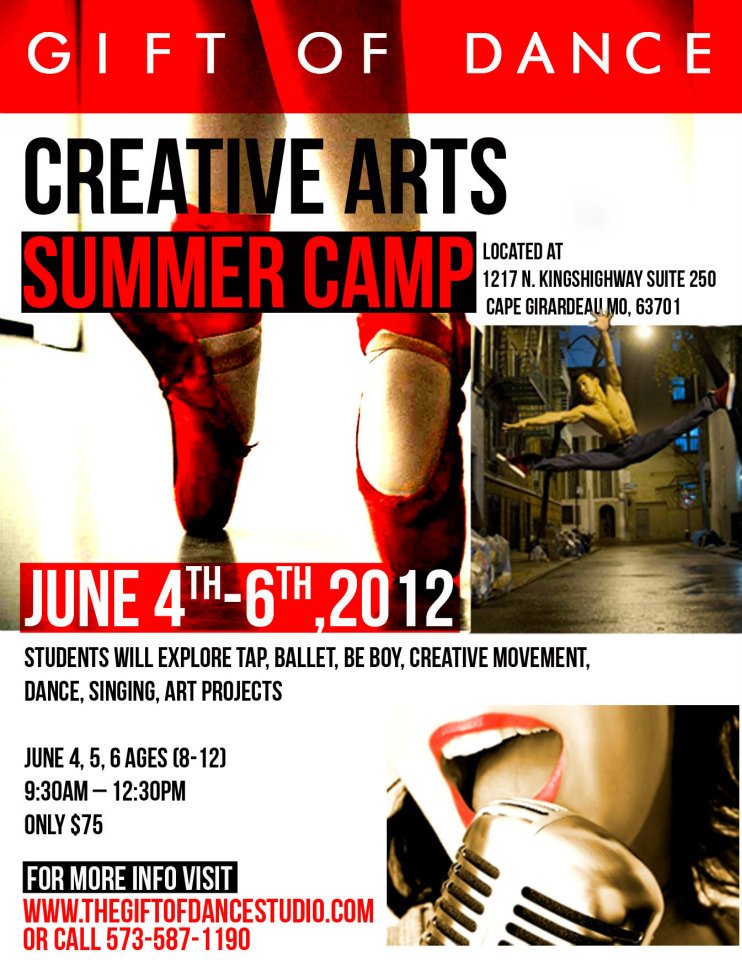 GIFT OF DANCE
CREATIVE ARTS
SUMMER CAMP
LOCATED AT
1217 N. KINGSHIGHWAY SUITE 250
CAPE GIRARDEAU MO, 63701
JUNE 4TH-6TH,2012
STUDENTS WILL EXPLORE TAP, BALLET, BE BOY, CREATIVE MOVEMENT,
DANCE, SINGING, ART PROJECTS
JUNE 4, 5, 6 AGES (8-12)
9:30AM – 12:30PM
ONLY $75
FOR MORE INFO VISIT
WWW.THEGIFTOFDANCESTUDIO.COM
OR CALL 573-587-1190